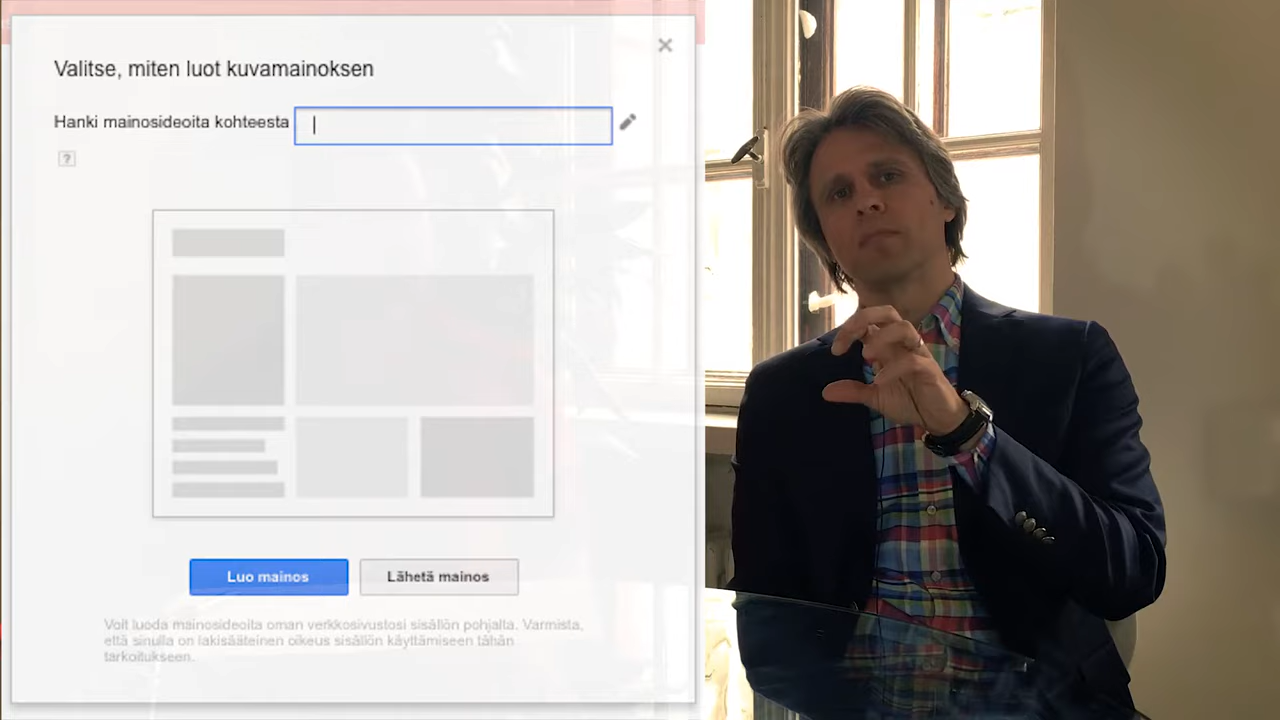 Valitse, miten luot kuvamainoksen
Hanki mainosideoita kohteesta
?
Luo mainos
Lähetä mainos
Voit luoda mainosideoita oman verkkosivustosi sisällön pohjalta. Varmista,
että sinulla on lakisääteinen oikeus sisällön käyttämiseen tähän
tarkoitukseen.